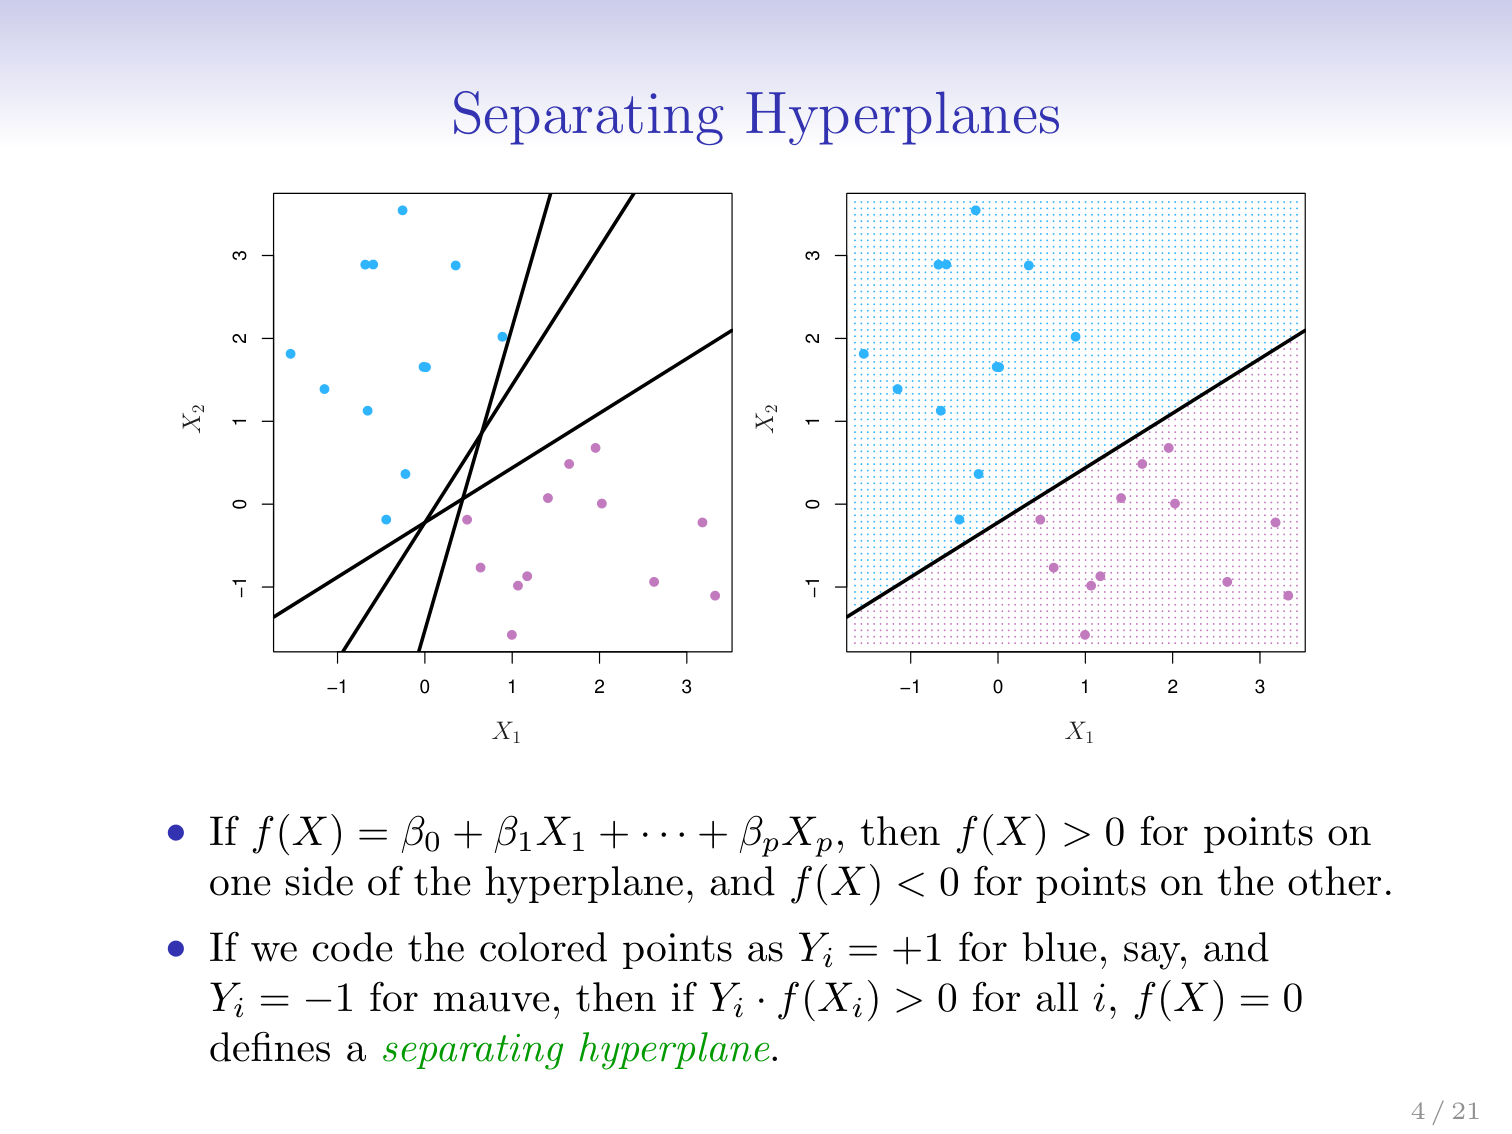 Separating Hyperplanes
3
2
1
0
−1
X₂
−1 0 1 2 3
X₁
3
2
1
0
−1
X₂
−1 0 1 2 3
X₁
• If f(X) = β₀ + β₁X₁ + ⋯ + βₚXₚ, then f(X) > 0 for points on
one side of the hyperplane, and f(X) < 0 for points on the other.
• If we code the colored points as Yᵢ = +1 for blue, say, and
Yᵢ = −1 for mauve, then if Yᵢ · f(Xᵢ) > 0 for all i, f(X) = 0
defines a separating hyperplane.
4 / 21